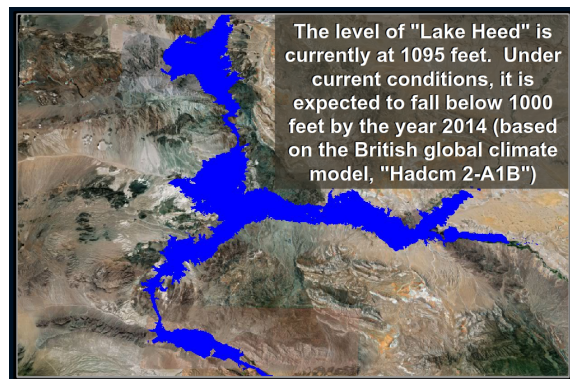 The level of "Lake Heed" is
currently at 1095 feet.  Under
current conditions, it is
expected to fall below 1000
feet by the year 2014 (based
on the British global climate
model, "Hadcm 2-A1B")